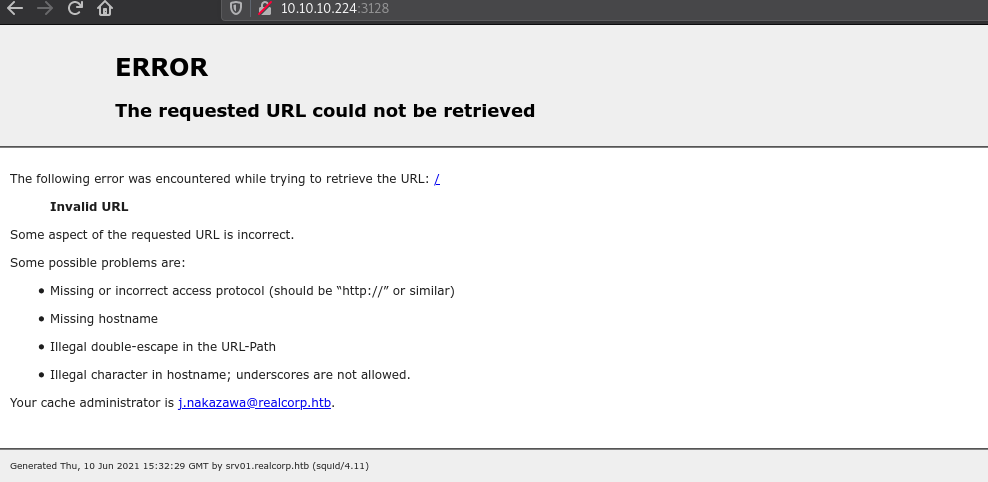 10.10.10.224:3128
ERROR
The requested URL could not be retrieved
The following error was encountered while trying to retrieve the URL: /
Invalid URL
Some aspect of the requested URL is incorrect.
Some possible problems are:
• Missing or incorrect access protocol (should be “http://” or similar)
• Missing hostname
• Illegal double-escape in the URL-Path
• Illegal character in hostname; underscores are not allowed.
Your cache administrator is j.nakazawa@realcorp.htb.
Generated Thu, 10 Jun 2021 15:32:29 GMT by srv01.realcorp.htb (squid/4.11)